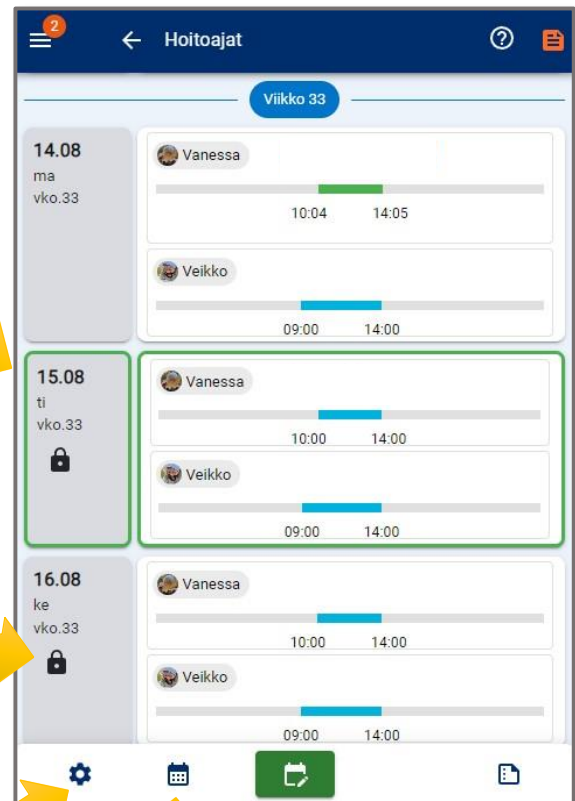 2
Hoitoajat
Viikko 33
14.08
ma
vko.33
Vanessa
10:04 14:05
Veikko
09:00 14:00
15.08
ti
vko.33
Vanessa
10:00 14:00
Veikko
09:00 14:00
16.08
ke
vko.33
Vanessa
10:00 14:00
Veikko
09:00 14:00